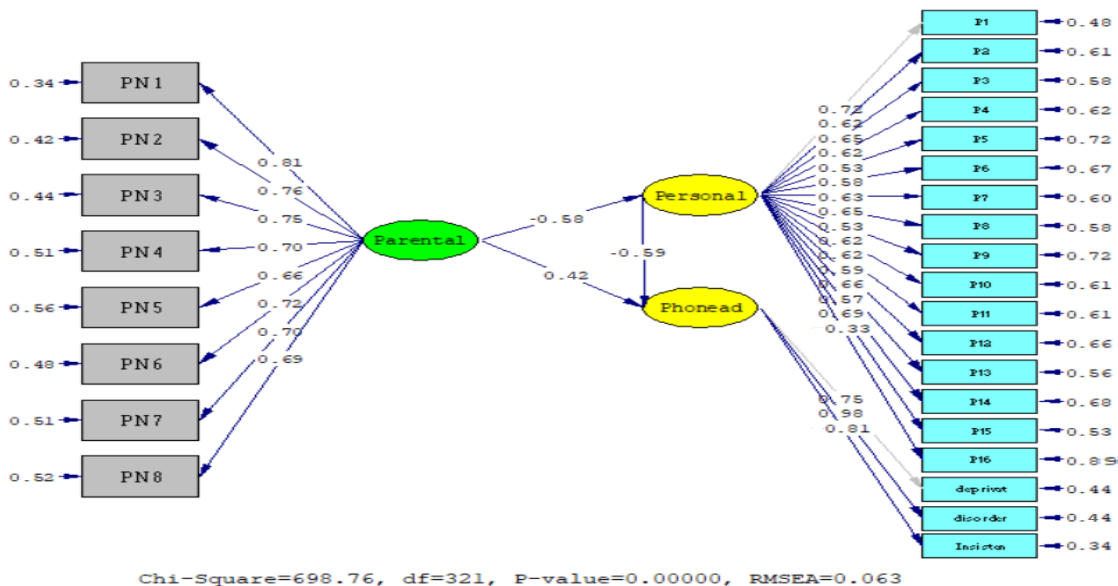 0.34
PN1
0.42
PN2
0.44
PN3
0.51
PN4
0.56
PN5
0.48
PN6
0.51
PN7
0.52
PN8
0.81
0.76
0.75
0.70
0.66
0.72
0.70
0.69
Parental
-0.58
0.42
Personal
-0.59
Phonead
0.72
0.62
0.65
0.62
0.53
0.58
0.63
0.65
0.53
0.62
0.59
0.66
0.57
0.69
0.33
0.75
0.98
0.81
P1
0.48
P2
0.61
P3
0.58
P4
0.62
P5
0.72
P6
0.67
P7
0.60
P8
0.58
P9
0.72
P10
0.61
P11
0.61
P12
0.66
P13
0.56
P14
0.68
P15
0.53
P16
0.89
deprivat
0.44
disorder
0.44
Insisten
0.34
Chi-Square=698.76, df=321, P-value=0.00000, RMSEA=0.063